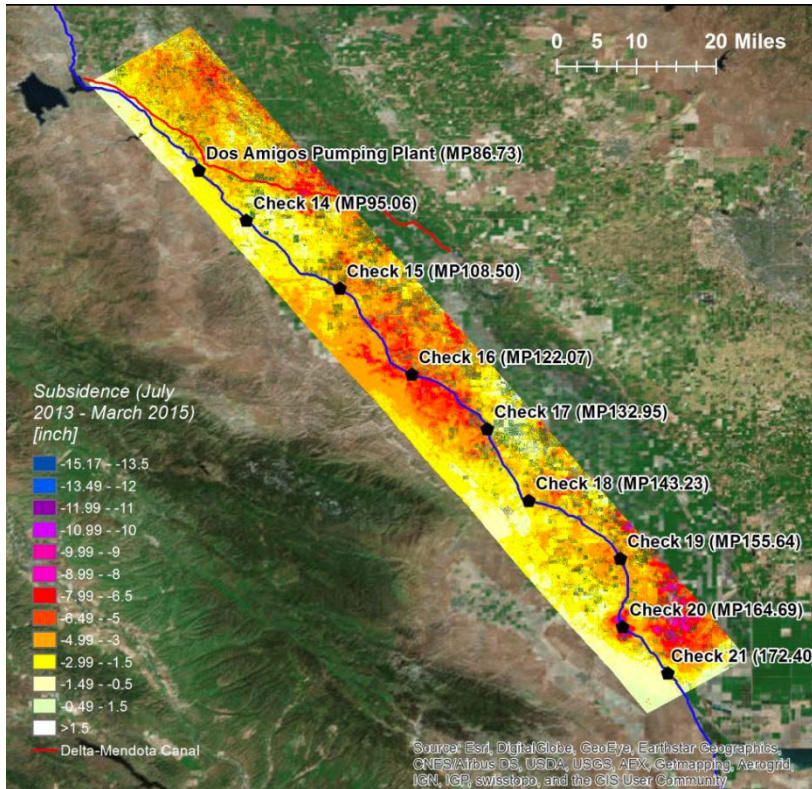 0 5 10 20 Miles
Dos Amigos Pumping Plant (MP86.73)
Check 14 (MP95.06)
Check 15 (MP108.50)
Check 16 (MP122.07)
Check 17 (MP132.95)
Check 18 (MP143.23)
Check 19 (MP155.64)
Check 20 (MP164.69)
Check 21 (172.40
Subsidence (July
2013 - March 2015)
[inch]
-15.17 - -13.5
-13.49 - -12
-11.99 - -11
-10.99 - -10
-9.99 - -9
-8.99 - -8
-7.99 - -6.5
-6.49 - -5
-4.99 - -3
-2.99 - -1.5
-1.49 - -0.5
-0.49 - 1.5
>1.5
Delta-Mendota Canal
Source: Esri, DigitalGlobe, GeoEye, Earthstar Geographics,
CNES/Airbus DS, USDA, USGS, AEX, Getmapping, Aerogrid,
IGN, IGP, swisstopo, and the GIS User Community